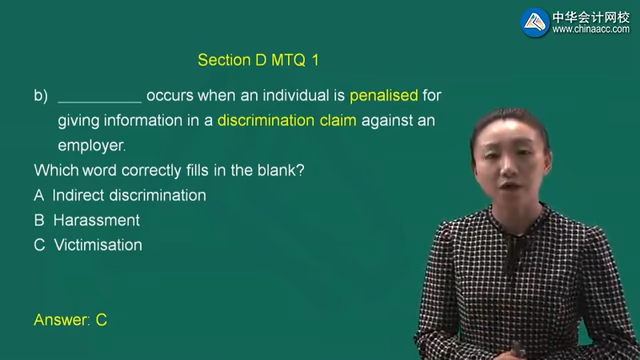 中华会计网校
www.chinaacc.com
Section D MTQ 1
b) __________ occurs when an individual is penalised for
giving information in a discrimination claim against an
employer.
Which word correctly fills in the blank?
A Indirect discrimination
B Harassment
C Victimisation
Answer: C